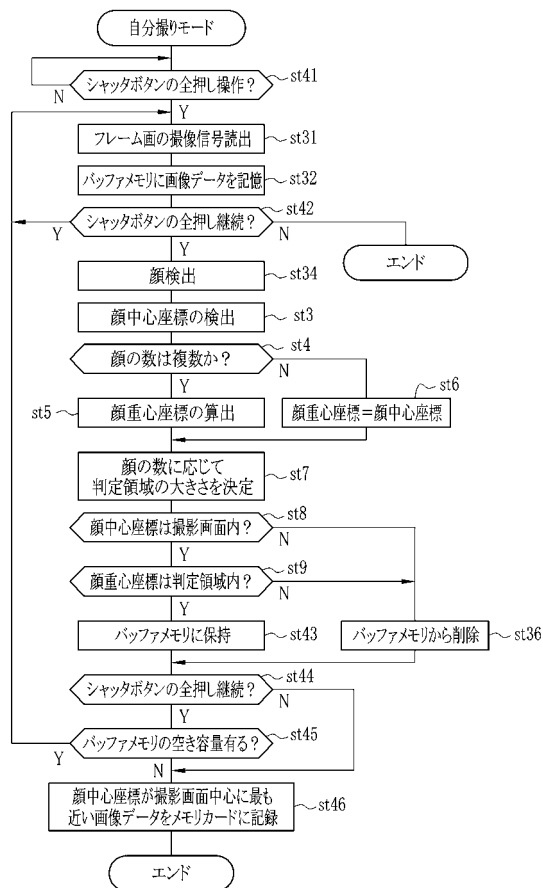 自分撮りモード
シャッタボタンの全押し操作？
st41
N
Y
フレーム画の撮像信号読出
st31
バッファメモリに画像データを記憶
st32
シャッタボタンの全押し継続？
st42
Y
N
Y
エンド
顔検出
st34
顔中心座標の検出
st3
顔の数は複数か？
st4
N
Y
st6
st5
顔重心座標の算出
顔重心座標＝顔中心座標
顔の数に応じて
判定領域の大きさを決定
st7
顔中心座標は撮影画面内？
st8
N
Y
顔重心座標は判定領域内？
st9
N
Y
バッファメモリに保持
st43
バッファメモリから削除
st36
シャッタボタンの全押し継続？
st44
N
Y
バッファメモリの空き容量有る？
st45
Y
N
顔中心座標が撮影画面中心に最も
近い画像データをメモリカードに記録
st46
エンド